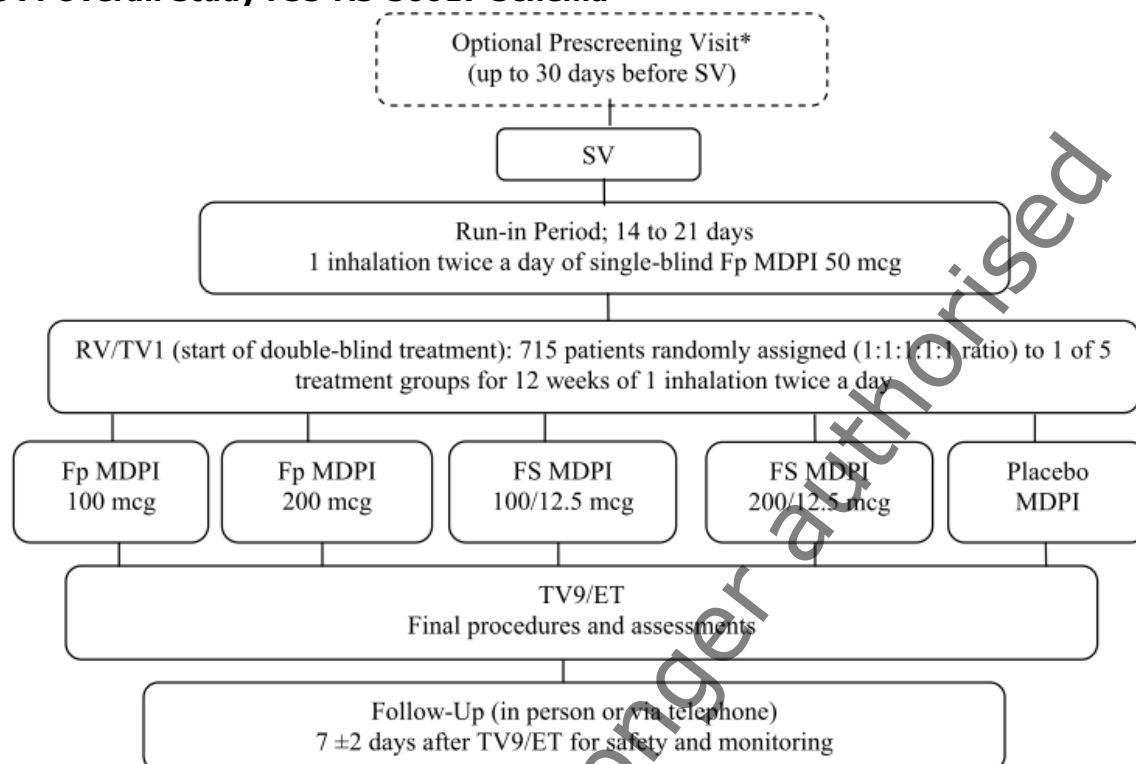 Optional Prescreening Visit*
(up to 30 days before SV)
SV
Run-in Period; 14 to 21 days
1 inhalation twice a day of single-blind Fp MDPI 50 mcg
RV/TV1 (start of double-blind treatment): 715 patients randomly assigned (1:1:1:1:1 ratio) to 1 of 5
treatment groups for 12 weeks of 1 inhalation twice a day
Fp MDPI
100 mcg
Fp MDPI
200 mcg
FS MDPI
100/12.5 mcg
FS MDPI
200/12.5 mcg
Placebo
MDPI
TV9/ET
Final procedures and assessments
Follow-Up (in person or via telephone)
7 ±2 days after TV9/ET for safety and monitoring
onger authorised